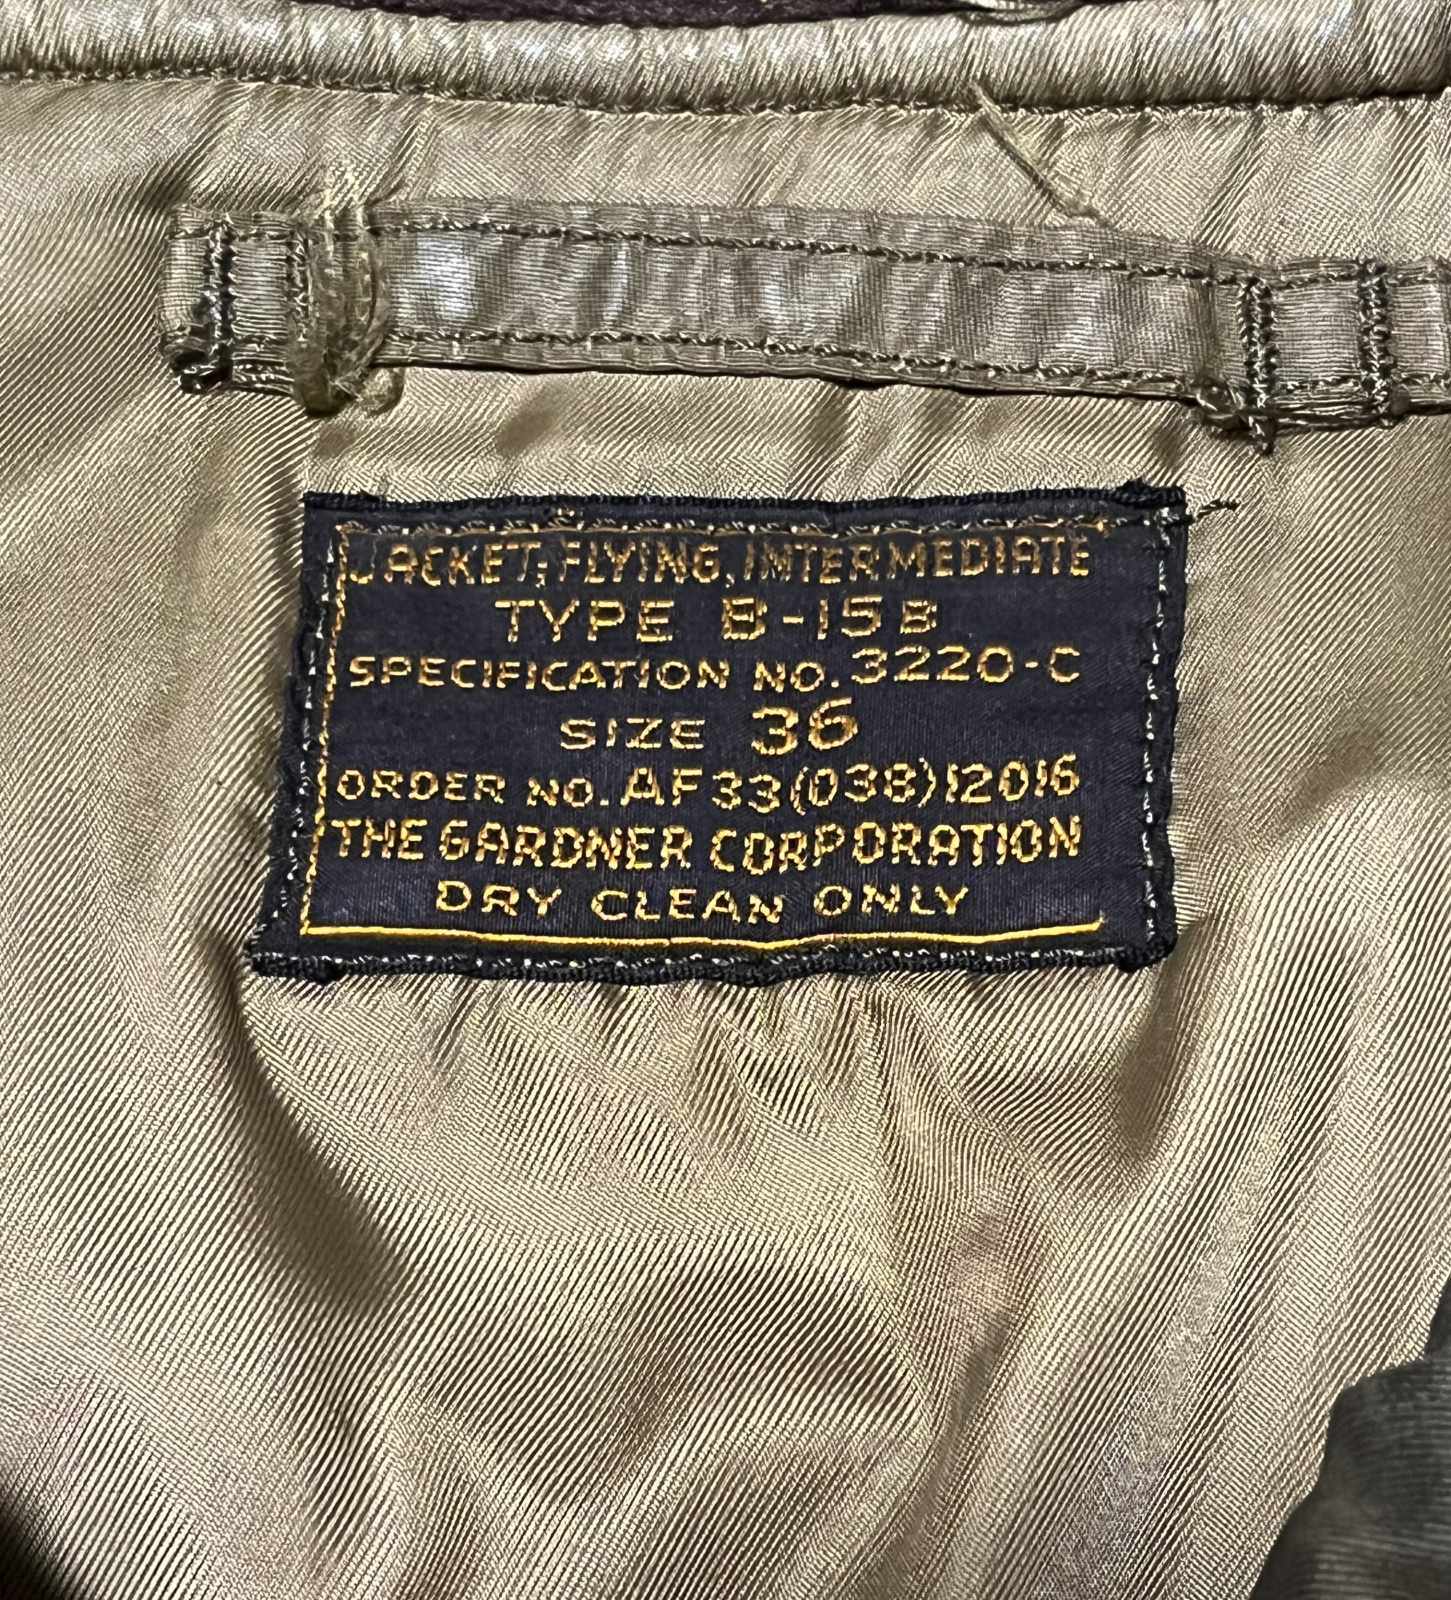 JACKET, FLYING, INTERMEDIATE
TYPE B-15B
SPECIFICATION NO. 3220-C
SIZE 36
ORDER NO. AF33(038)12016
THE GARDNER CORPORATION
DRY CLEAN ONLY